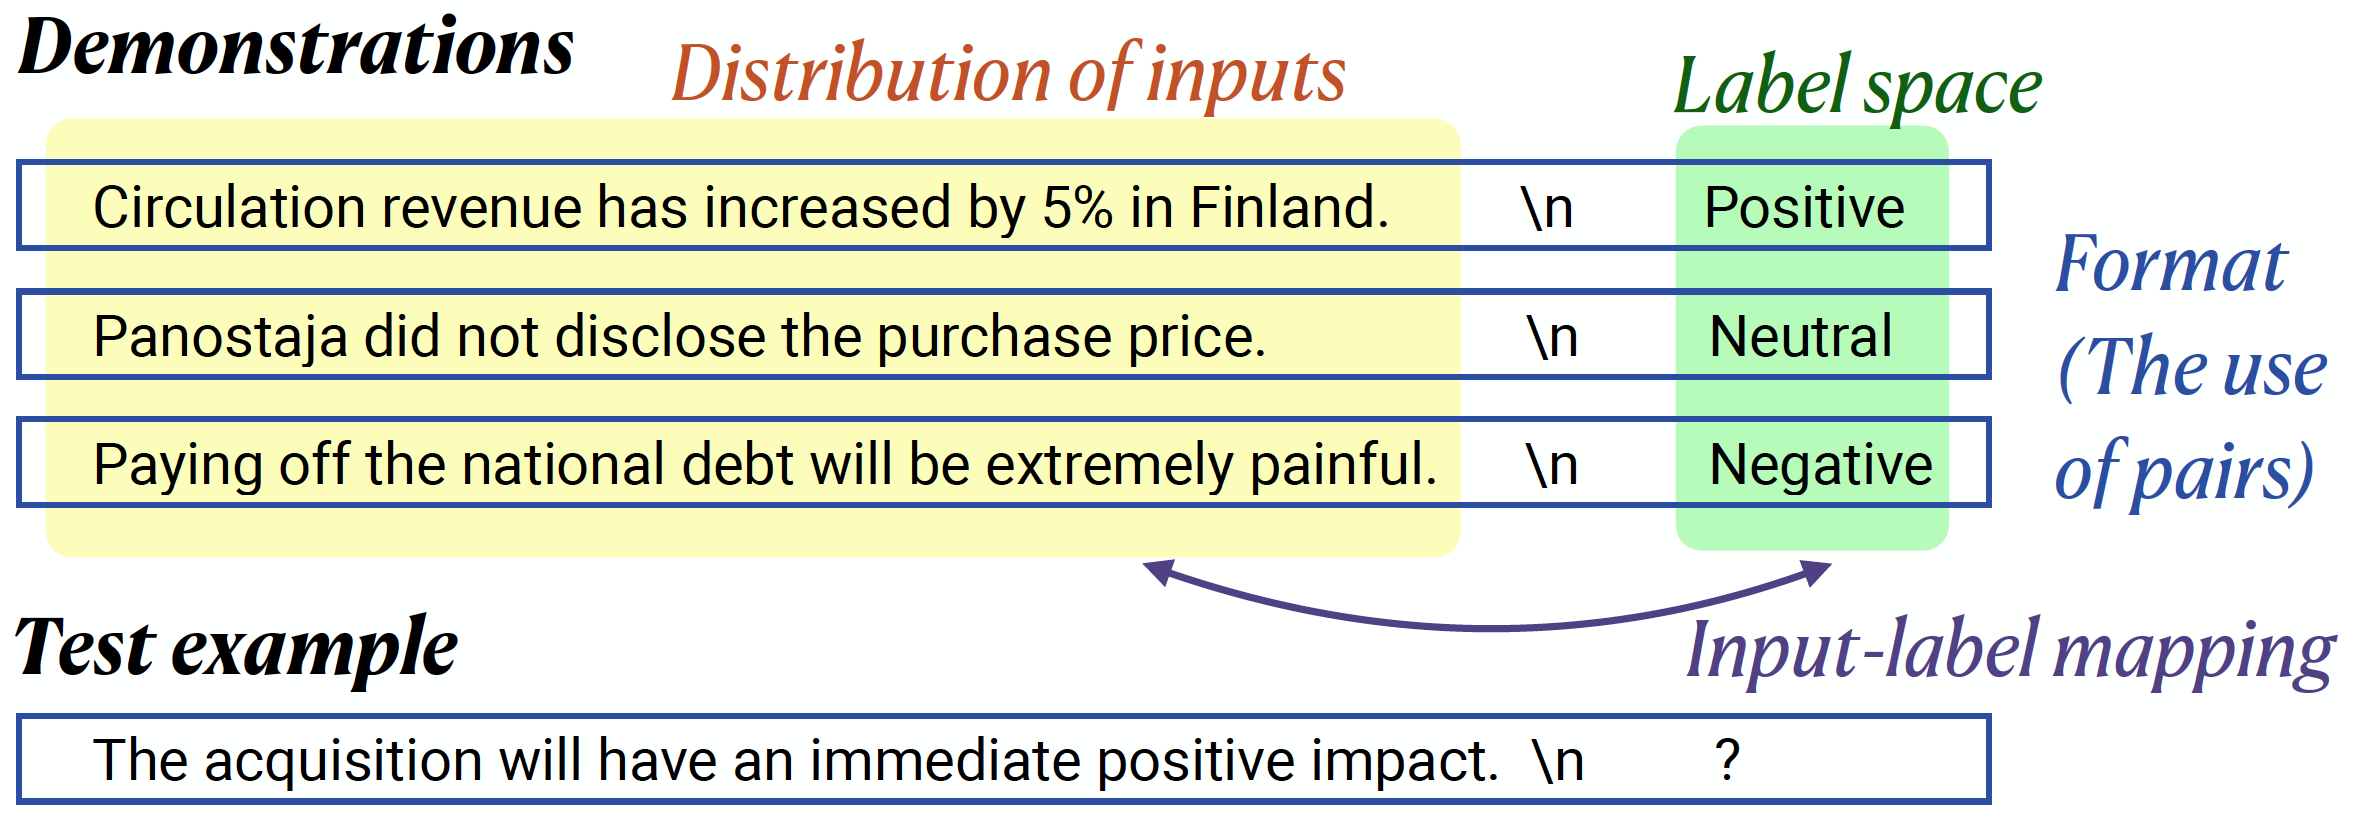 Demonstrations
Distribution of inputs
Label space
Circulation revenue has increased by 5% in Finland. \n Positive
Panostaja did not disclose the purchase price. \n Neutral
Paying off the national debt will be extremely painful. \n Negative
Format
(The use
of pairs)
Test example
Input-label mapping
The acquisition will have an immediate positive impact. \n ?